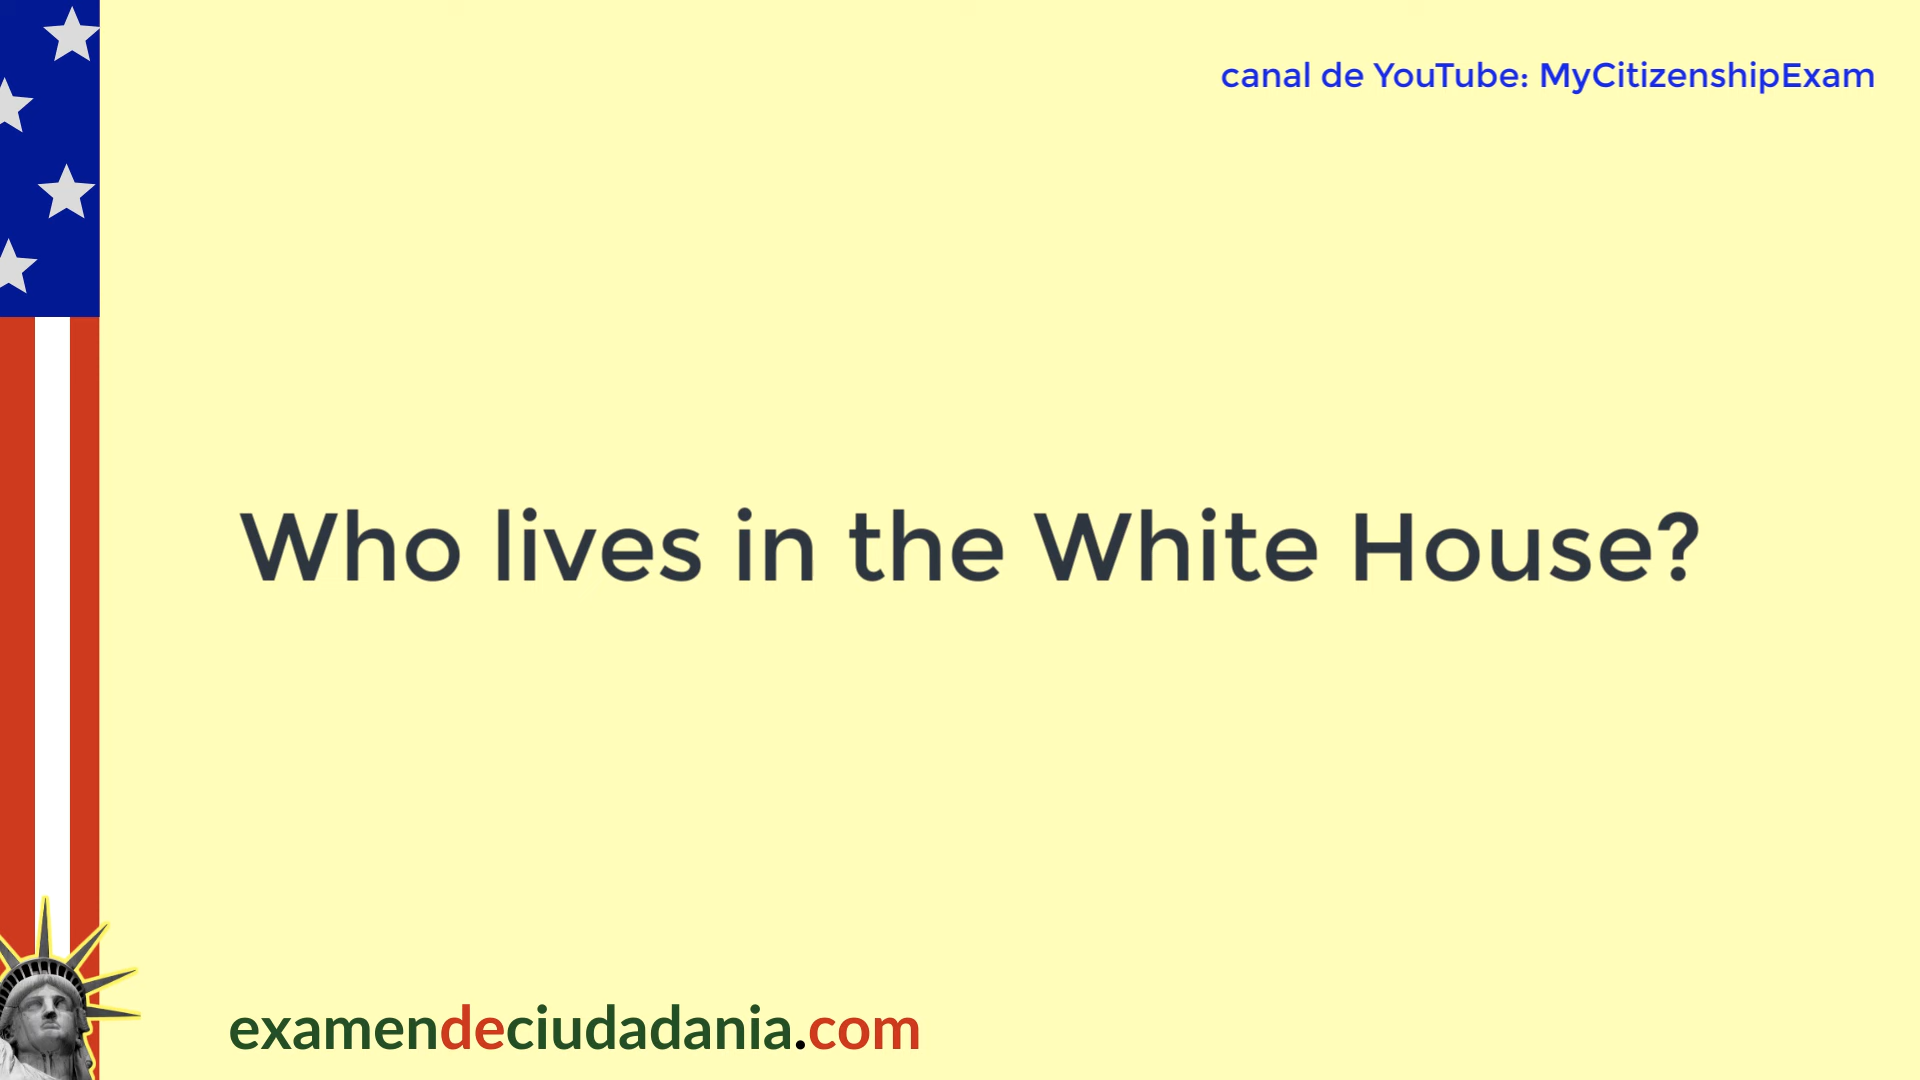 canal de YouTube: MyCitizenshipExam
Who lives in the White House?
examendeciudadania.com